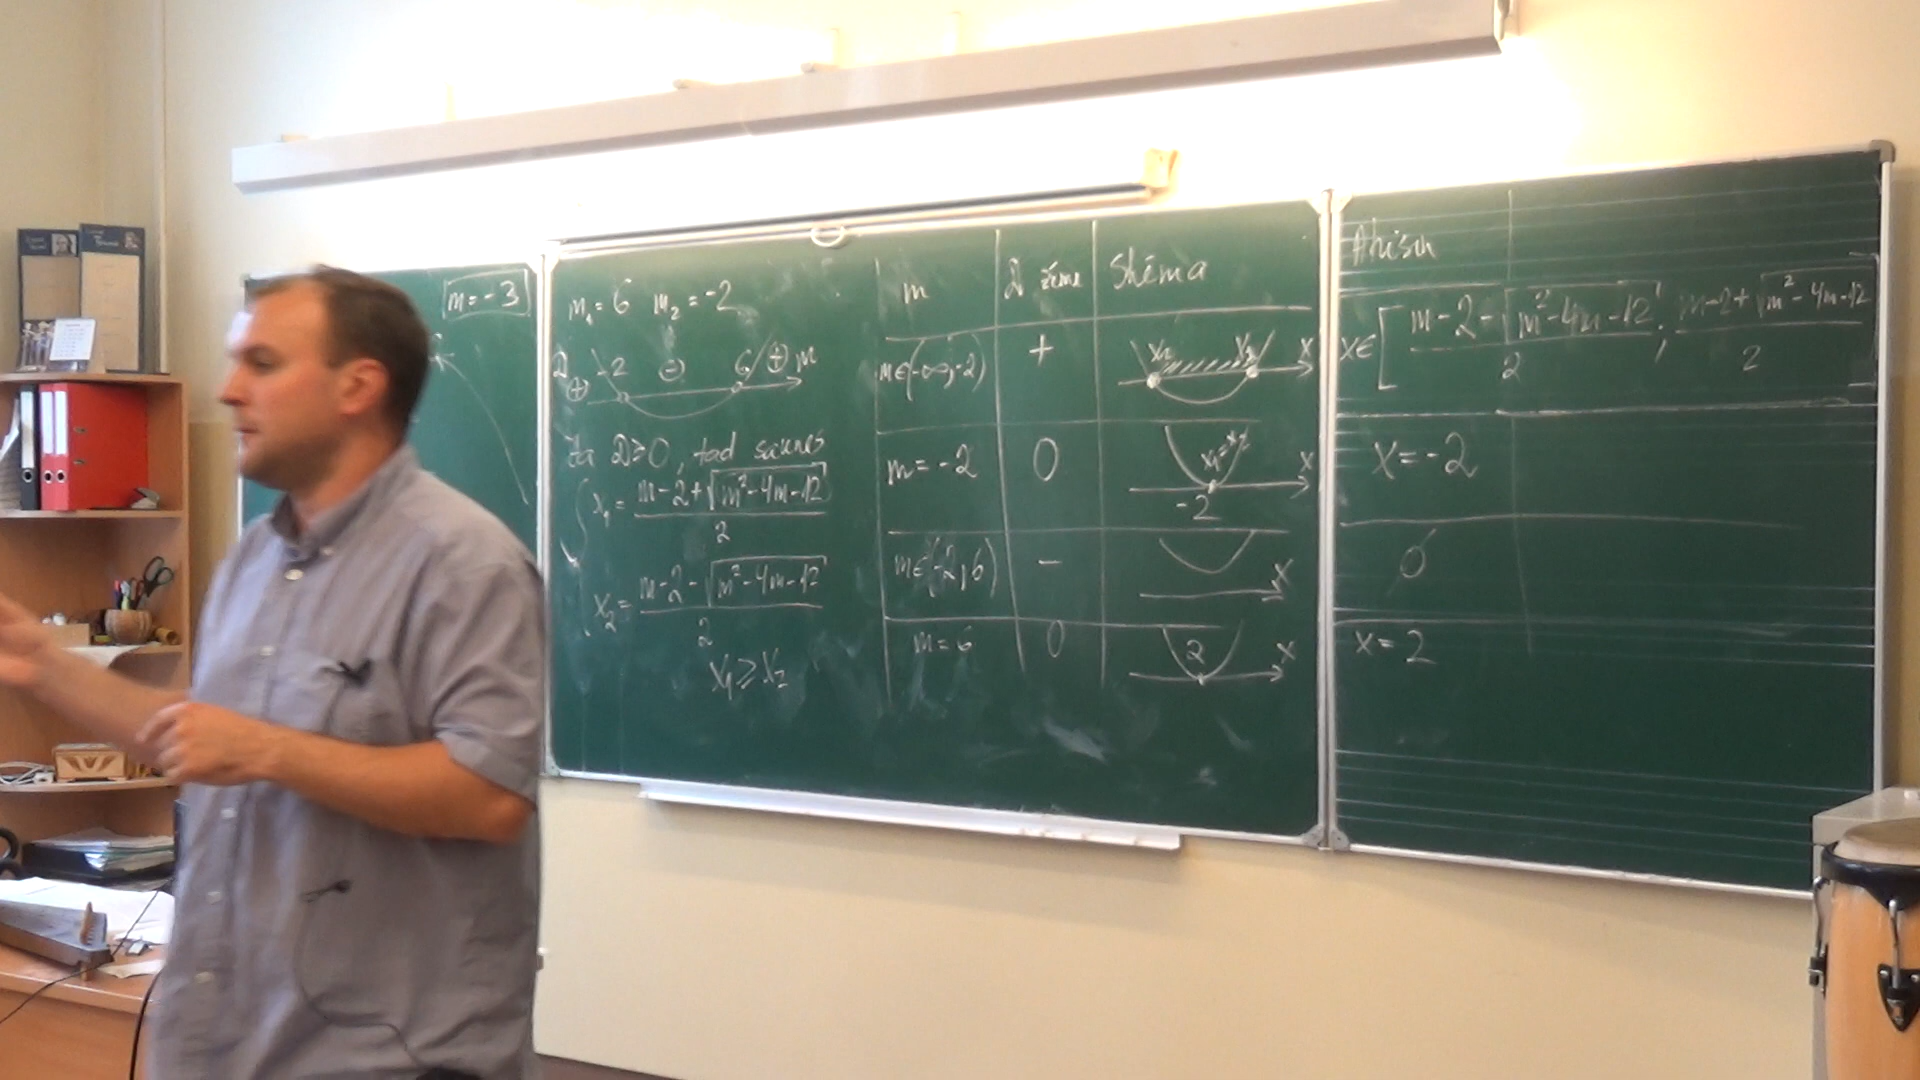 m = -3
m₁ = 6 m₂ = -2
-2 ⊖ 6 ⊕ m
⊕
D ≥ 0, tad saknes
x₁ = (m-2+√(m²-4m-12))/2
x₂ = (m-2-√(m²-4m-12))/2
x₁ ≥ x₂
m D zīme Shēma
m∈(-∞;-2) + x₂ x₁ x
m = -2 0 x₁=x₂ x
-2
m∈(-2;6) - x
m = 6 0 2 x
x∈[(m-2-√(m²-4m-12))/2 ; (m-2+√(m²-4m-12))/2]
x = -2
∅
x = 2